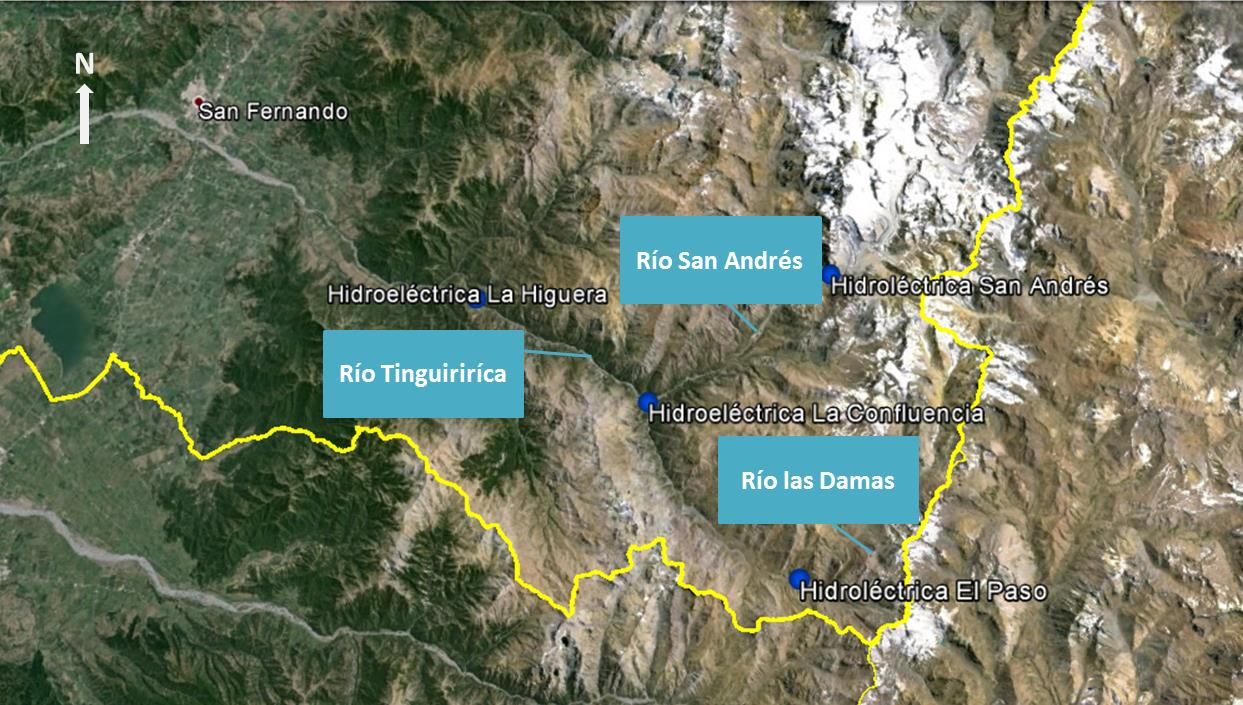 N
San Fernando
Río San Andrés
Hidroléctrica San Andrés
Hidroeléctrica La Higuera
Río Tinguiriríca
Hidroeléctrica La Confluencia
Río las Damas
Hidroléctrica El Paso